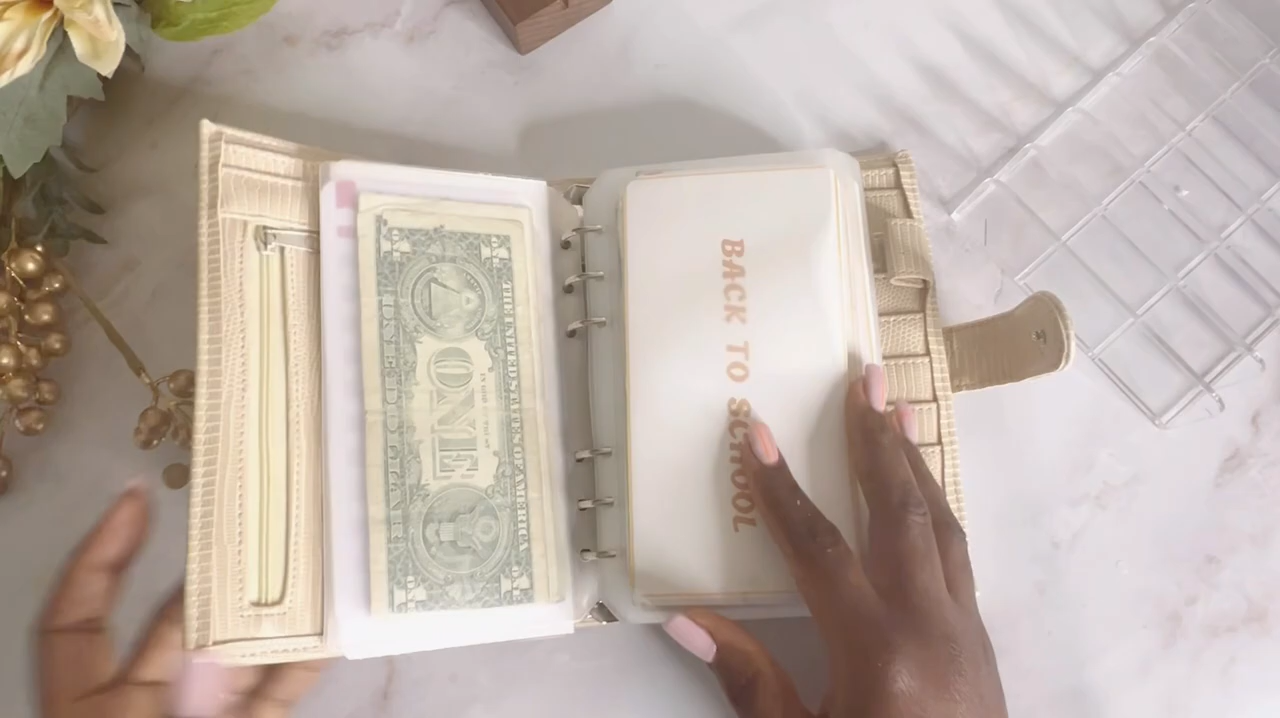 THE UNITED STATES OF AMERICA
ONE
BACK TO SCHOOL